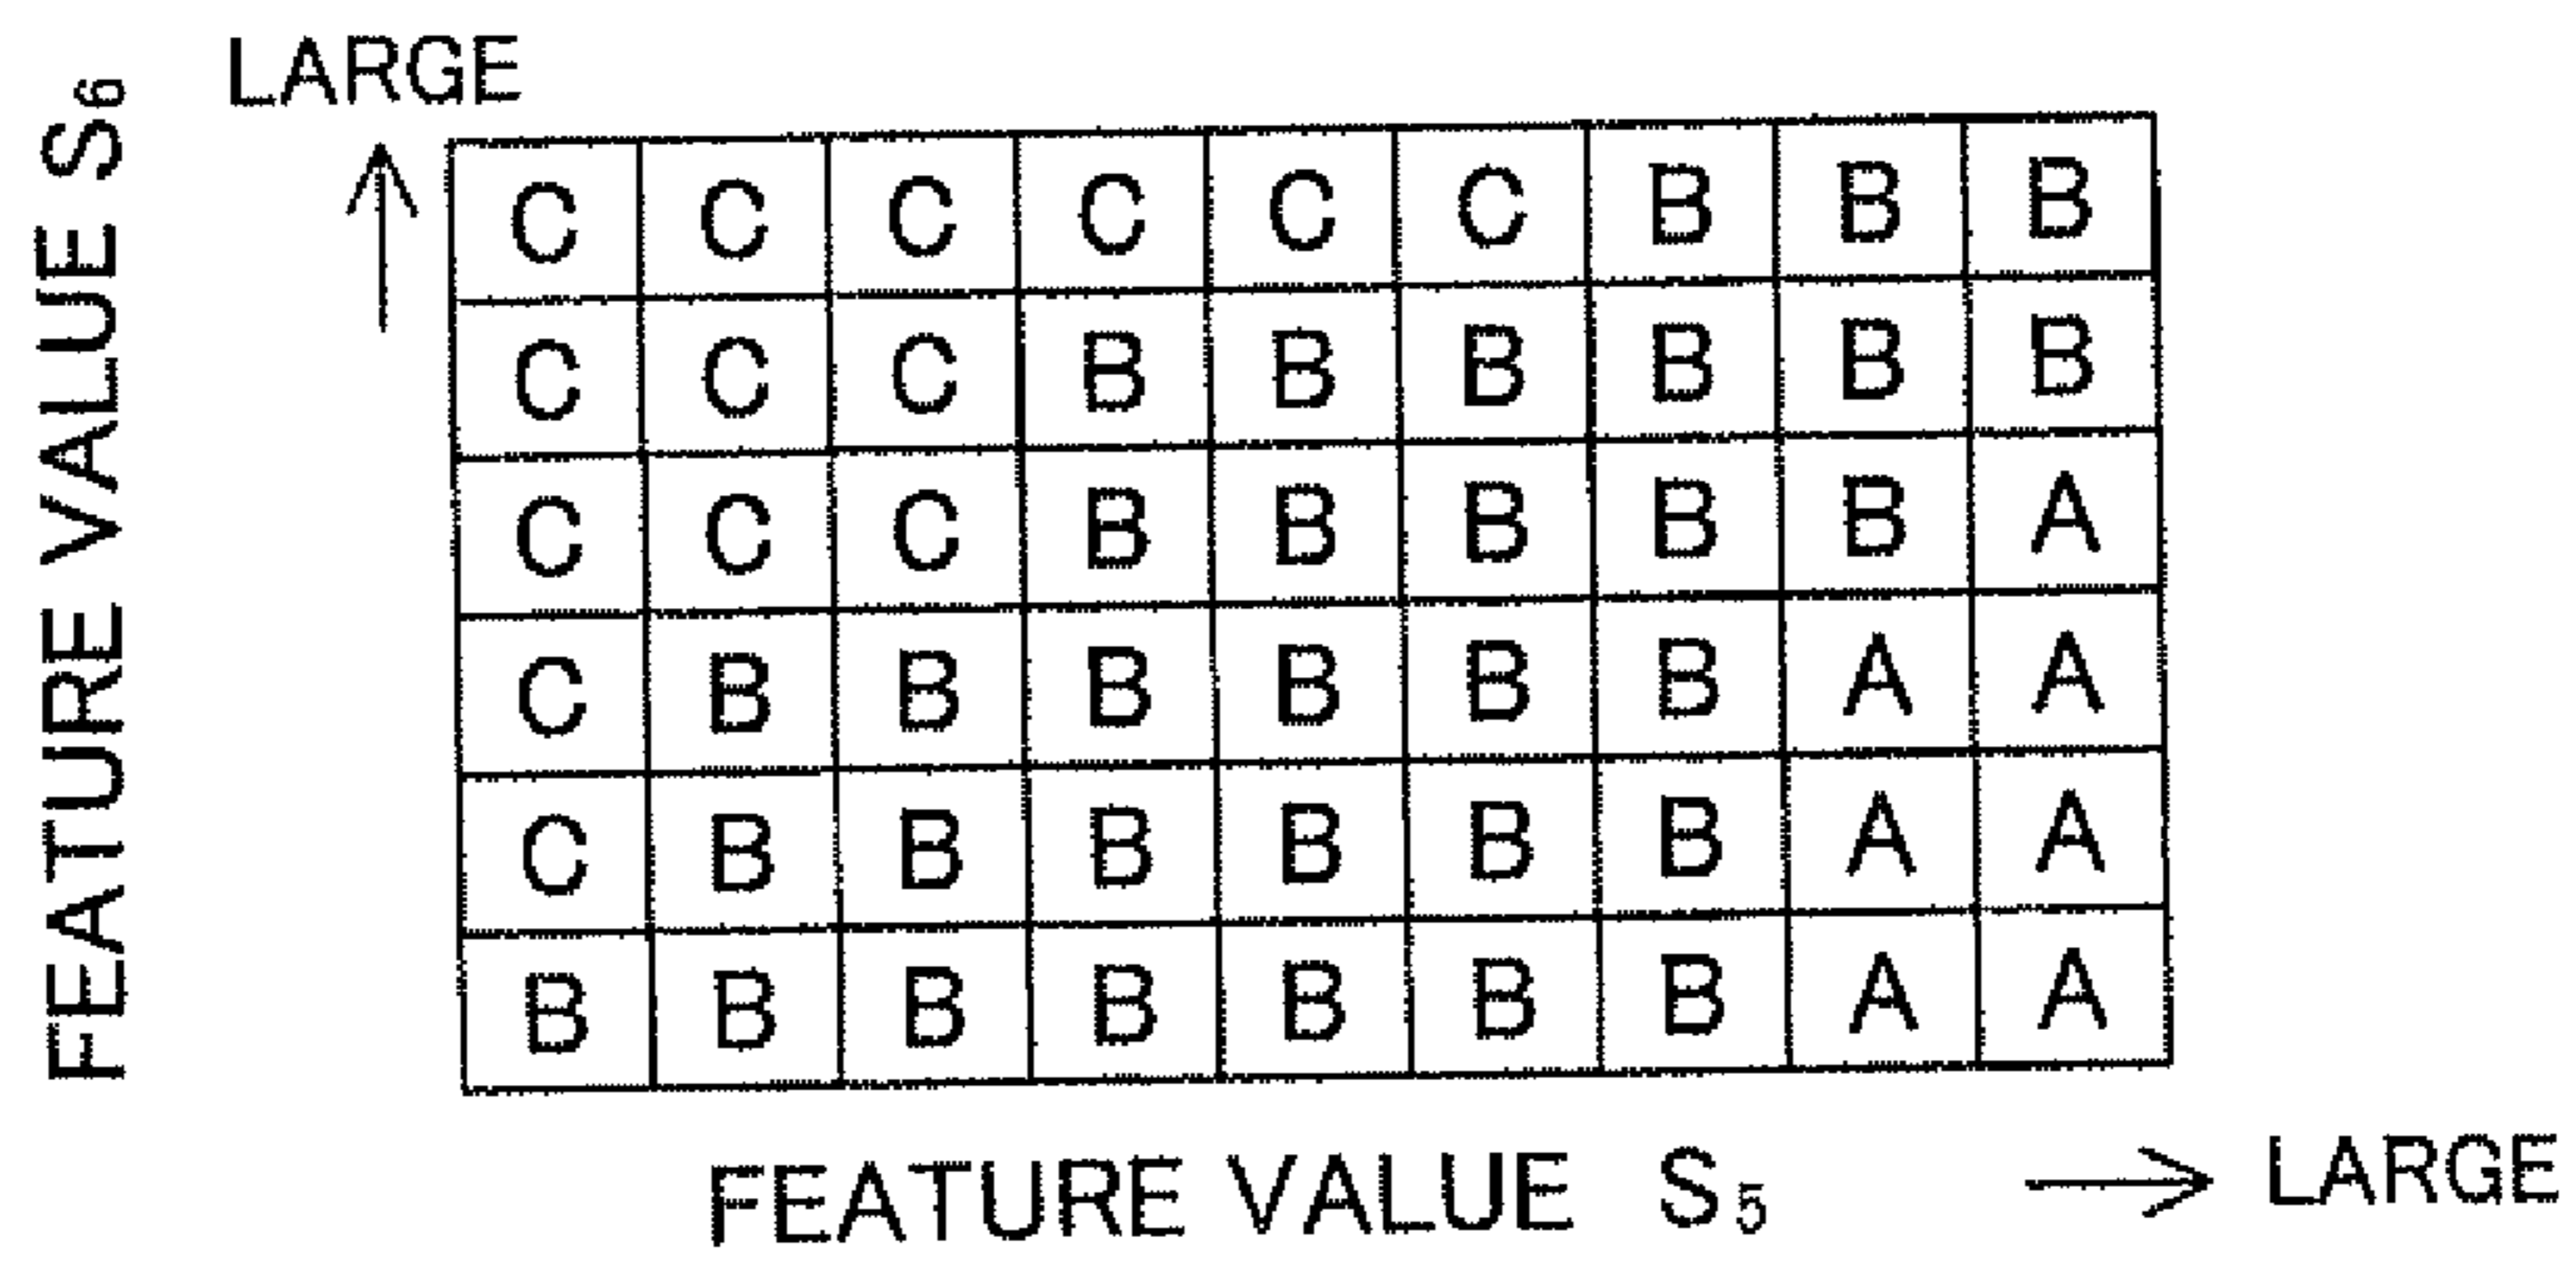 LARGE
FEATURE VALUE S6
C C C C C C B B B
C C C B B B B B B
C C C B B B B B A
C B B B B B B A A
C B B B B B B A A
B B B B B B B A A
FEATURE VALUE S5 → LARGE